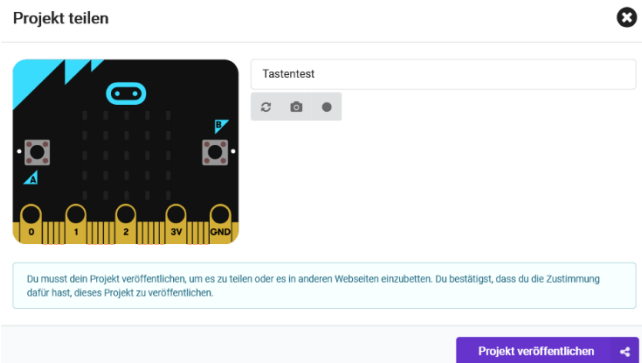 Projekt teilen
Tastentest
B
A
0 1 2 3V GND
Du musst dein Projekt veröffentlichen, um es zu teilen oder es in anderen Webseiten einzubetten. Du bestätigst, dass du die Zustimmung
dafür hast, dieses Projekt zu veröffentlichen.
Projekt veröffentlichen